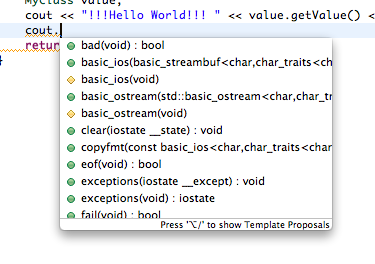 MyClass value;
cout << "!!!Hello World!!! " << value.getValue() <
cout.
return
}
bad(void) : bool
basic_ios(basic_streambuf<char,char_traits<ch
basic_ios(void)
basic_ostream(std::basic_ostream<char,char_tr
basic_ostream(void)
clear(iostate __state) : void
copyfmt(const basic_ios<char,char_traits<char
eof(void) : bool
exceptions(iostate __except) : void
exceptions(void) : iostate
fail(void) : bool
Press '⌥/' to show Template Proposals